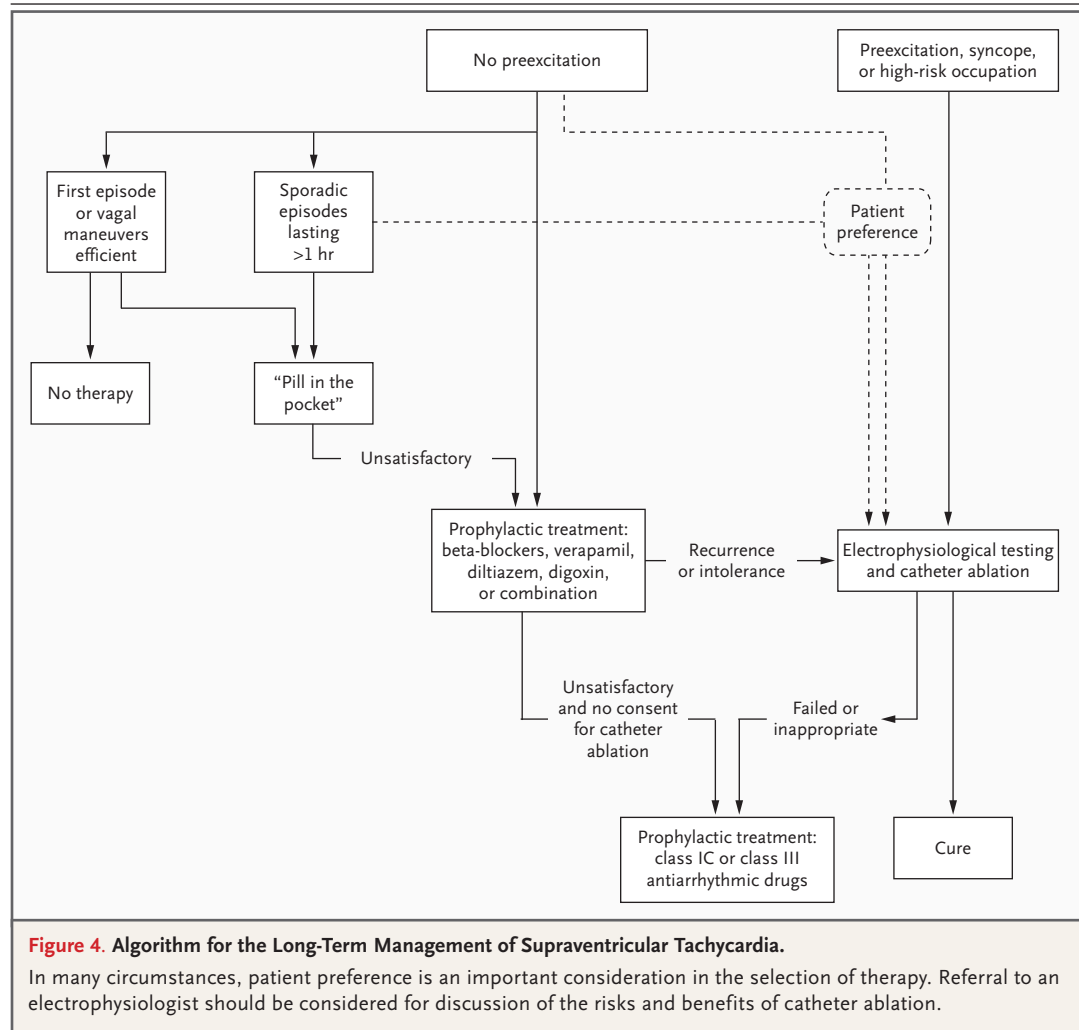 No preexcitation
Preexcitation, syncope,
or high-risk occupation
First episode
or vagal
maneuvers
efficient
Sporadic
episodes
lasting
>1 hr
Patient
preference
No therapy
“Pill in the
pocket”
Unsatisfactory
Prophylactic treatment:
beta-blockers, verapamil,
diltiazem, digoxin,
or combination
Recurrence
or intolerance
Electrophysiological testing
and catheter ablation
Unsatisfactory
and no consent
for catheter
ablation
Failed or
inappropriate
Prophylactic treatment:
class IC or class III
antiarrhythmic drugs
Cure
Figure 4. Algorithm for the Long-Term Management of Supraventricular Tachycardia.
In many circumstances, patient preference is an important consideration in the selection of therapy. Referral to an
electrophysiologist should be considered for discussion of the risks and benefits of catheter ablation.